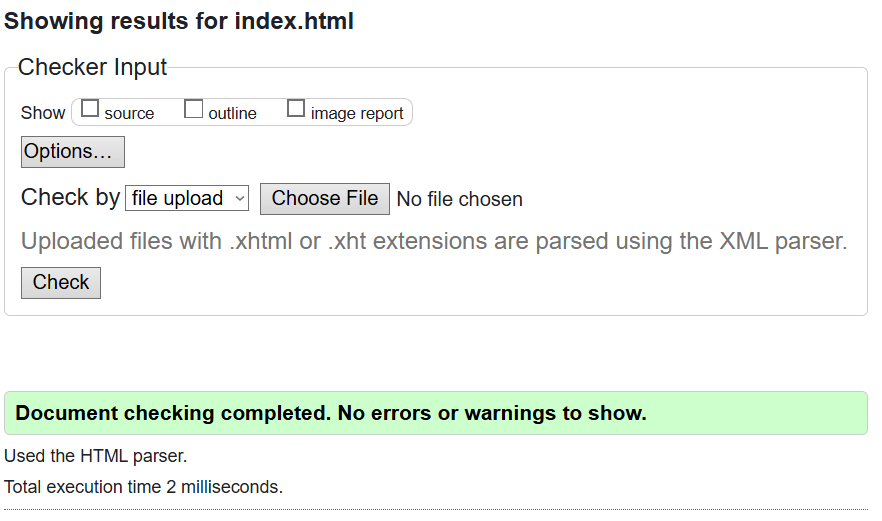 Showing results for index.html
Checker Input
Show source outline image report
Options…
Check by file upload Choose File No file chosen
Uploaded files with .xhtml or .xht extensions are parsed using the XML parser.
Check
Document checking completed. No errors or warnings to show.
Used the HTML parser.
Total execution time 2 milliseconds.